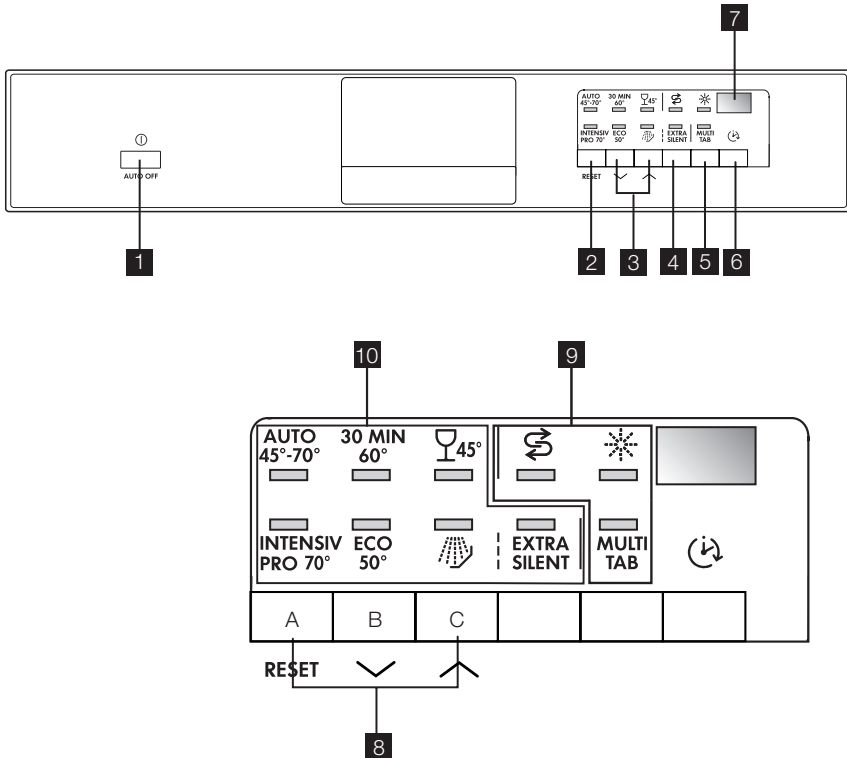 7
AUTO 45°-70°
30 MIN 60°
45°
INTENSIV PRO 70°
ECO 50°
EXTRA SILENT
MULTI TAB
AUTO OFF
RESET
1
2
3
4
5
6
10
9
AUTO 45°-70°
30 MIN 60°
45°
INTENSIV PRO 70°
ECO 50°
EXTRA SILENT
MULTI TAB
A
B
C
RESET
8